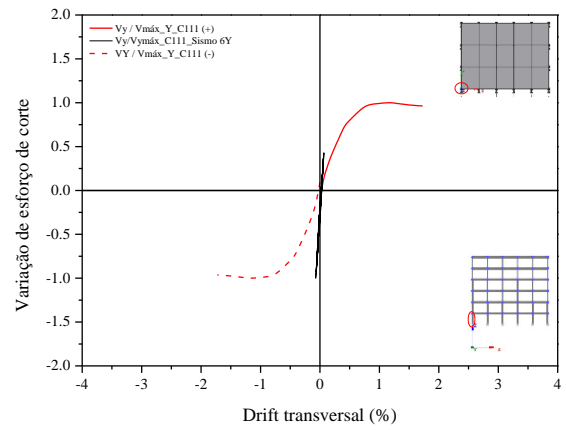 Vy / Vmáx_Y_C111 (+)
Vy/Vymáx_C111_Sismo 6Y
VY / Vmáx_Y_C111 (-)
Variação de esforço de corte
2.0
1.5
1.0
0.5
0.0
-0.5
-1.0
-1.5
-2.0
-4 -3 -2 -1 0 1 2 3 4
Drift transversal (%)